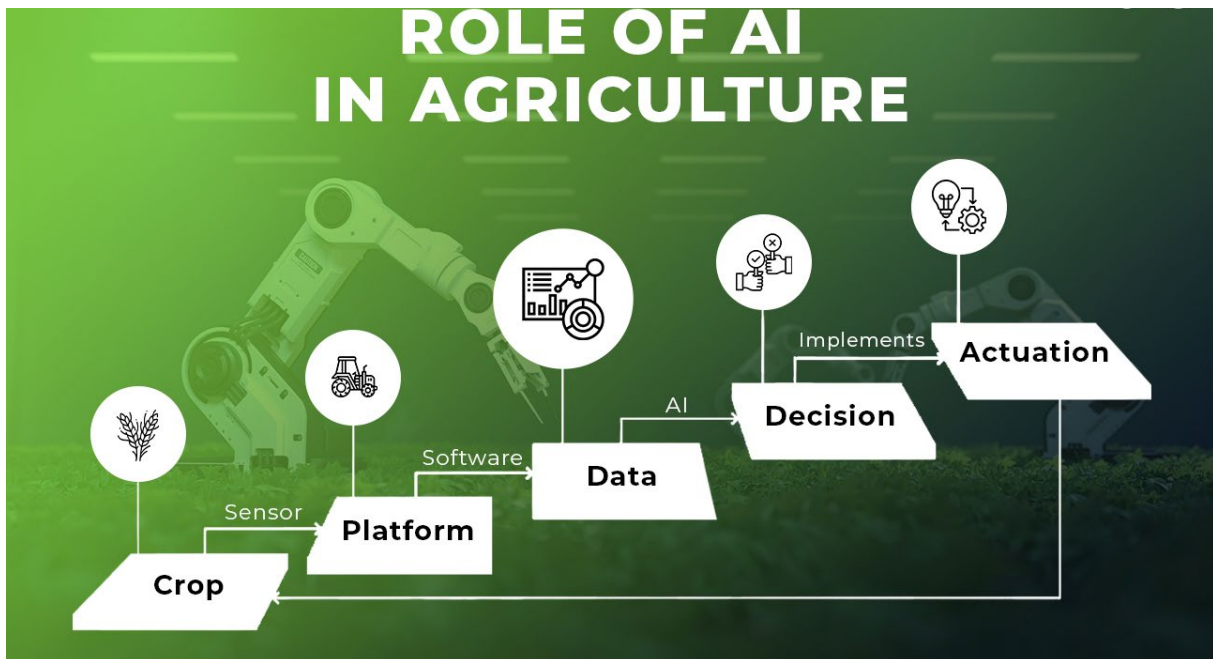 ROLE OF AI
IN AGRICULTURE
Implements
Actuation
AI
Decision
Software
Data
Sensor
Platform
Crop